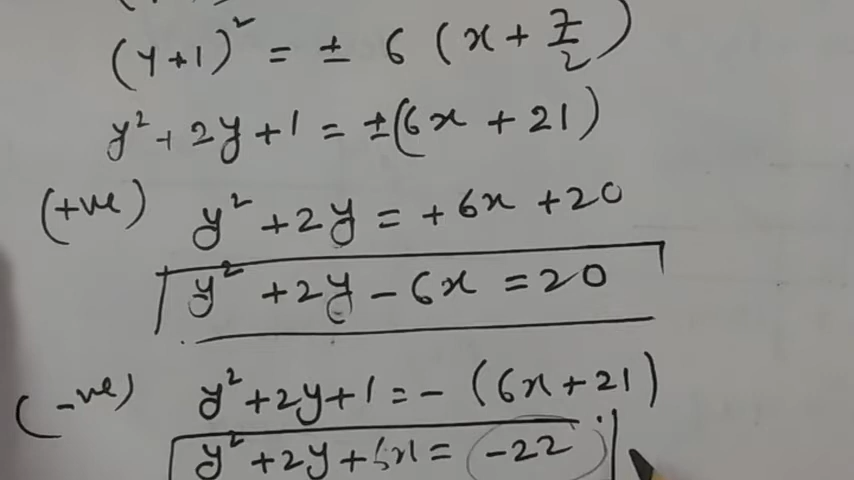 (y+1)² = ± 6 (x + 7/2)
y² + 2y + 1 = ±(6x + 21)
(+ve) y² + 2y = +6x + 20
y² + 2y - 6x = 20
(-ve) y² + 2y + 1 = - (6x + 21)
y² + 2y + 6x = -22